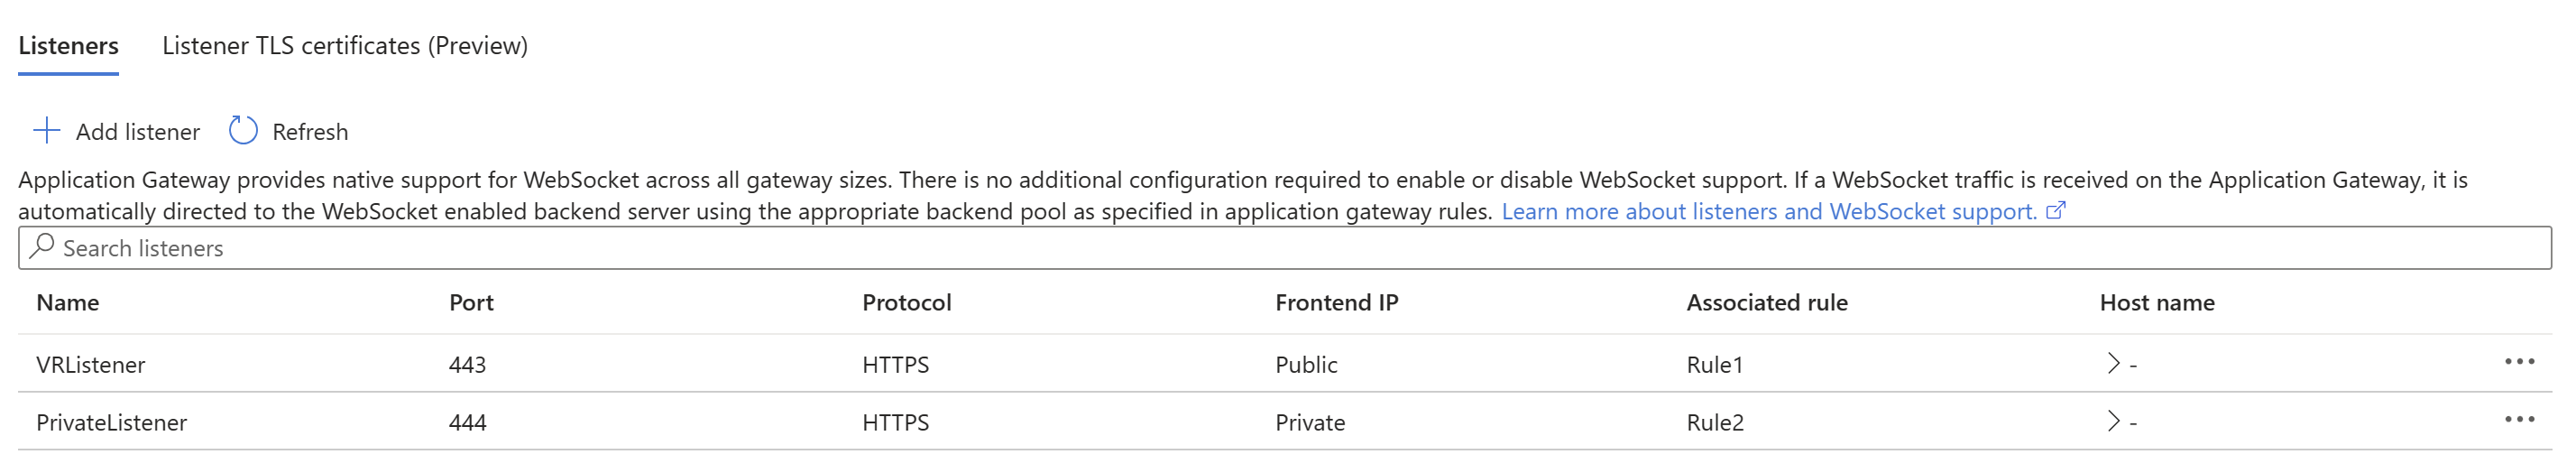 Listeners Listener TLS certificates (Preview)
Add listener Refresh
Application Gateway provides native support for WebSocket across all gateway sizes. There is no additional configuration required to enable or disable WebSocket support. If a WebSocket traffic is received on the Application Gateway, it is
automatically directed to the WebSocket enabled backend server using the appropriate backend pool as specified in application gateway rules. Learn more about listeners and WebSocket support.
Search listeners
Name Port Protocol Frontend IP Associated rule Host name
VRListener 443 HTTPS Public Rule1 -
PrivateListener 444 HTTPS Private Rule2 -